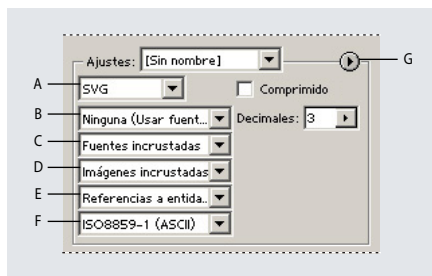 Ajustes: [Sin nombre] G
A SVG Comprimido
B Ninguna (Usar fuent... Decimales: 3
C Fuentes incrustadas
D Imágenes incrustadas
E Referencias a entida..
F ISO8859-1 (ASCII)